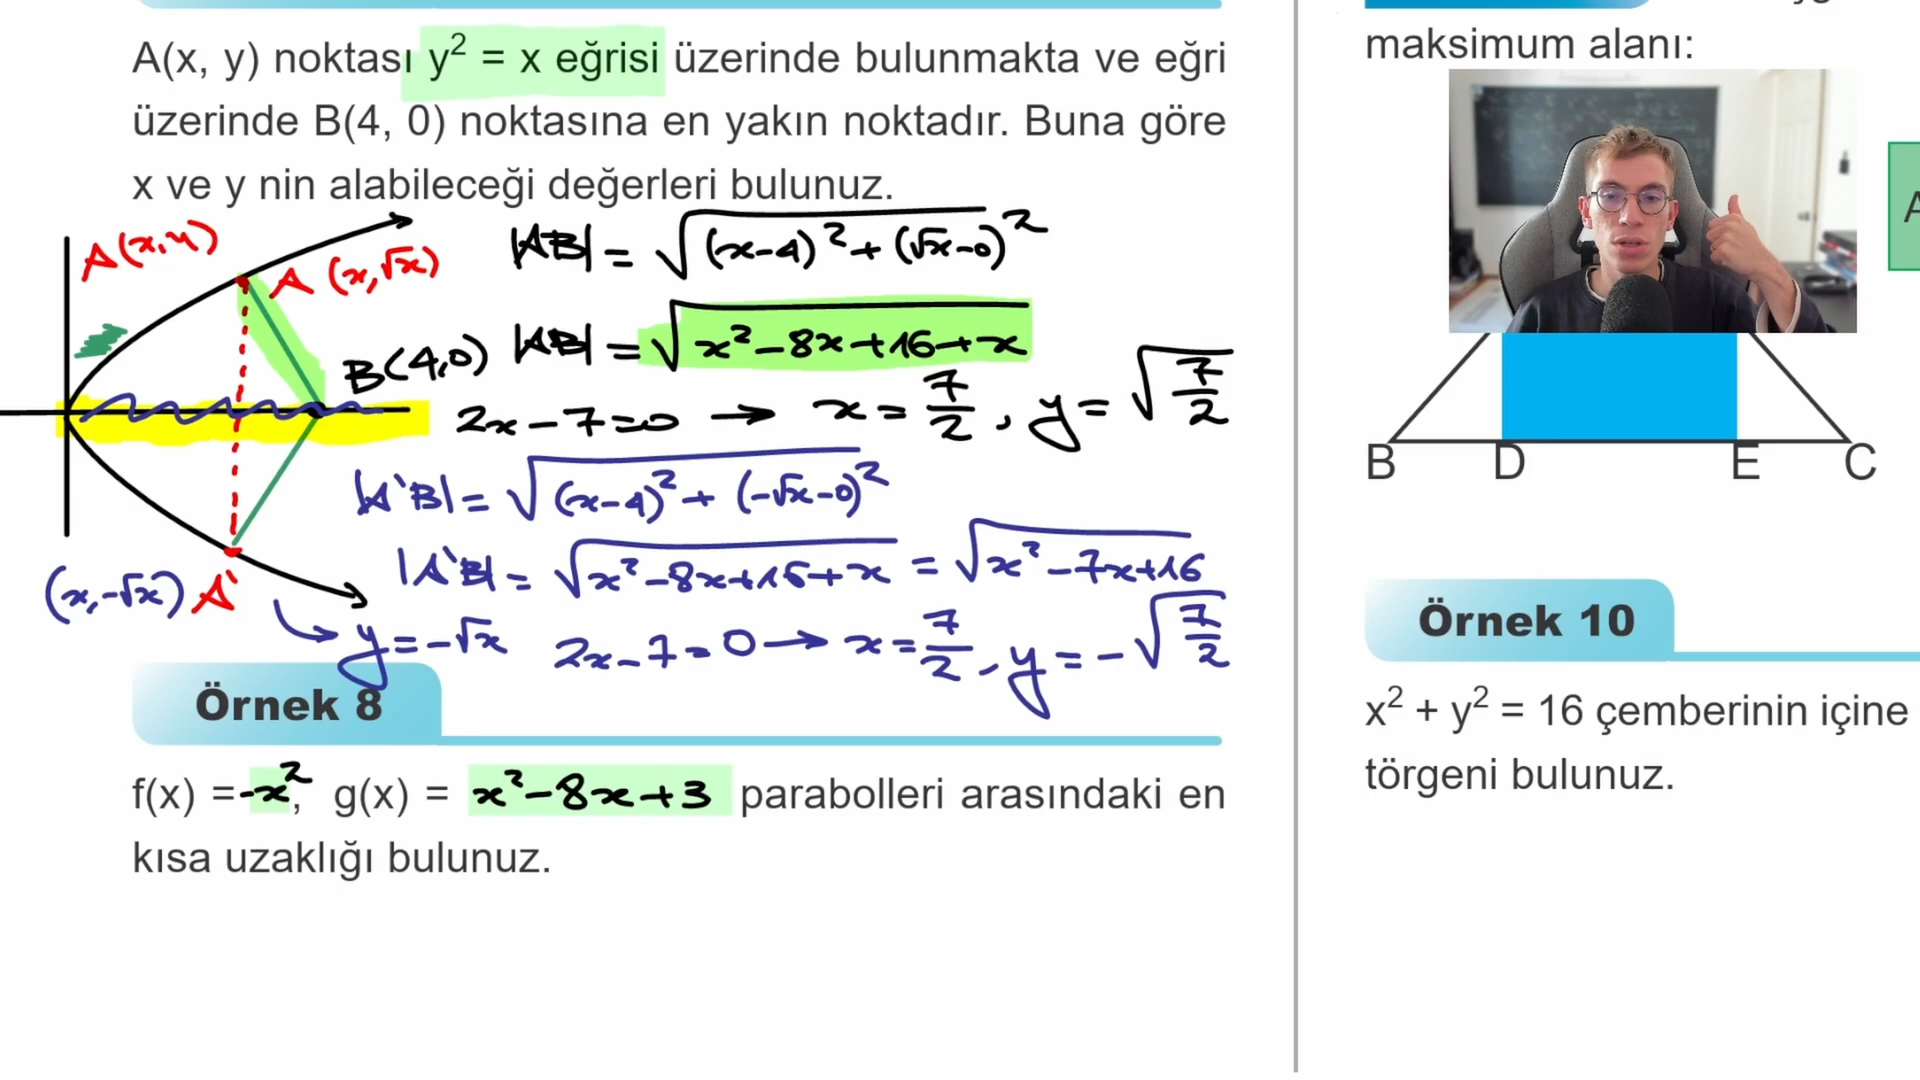 A(x, y) noktası y² = x eğrisi üzerinde bulunmakta ve eğri
üzerinde B(4, 0) noktasına en yakın noktadır. Buna göre
x ve y nin alabileceği değerleri bulunuz.
A(x,y)
A (x,√x)
B(4,0)
|AB| = √((x-4)² + (√x-0)²)
|AB| = √(x²-8x+16+x)
2x-7=0 → x = 7/2, y = √(7/2)
|A'B| = √((x-4)² + (-√x-0)²)
|A'B| = √(x²-8x+16+x) = √(x²-7x+16)
(x,-√x) A'
y = -√x 2x-7=0 → x = 7/2, y = -√(7/2)
Örnek 8
f(x) = -x², g(x) = x²-8x+3 parabolleri arasındaki en
kısa uzaklığı bulunuz.
maksimum alanı:
A
B D E C
Örnek 10
x² + y² = 16 çemberinin içine
törgeni bulunuz.